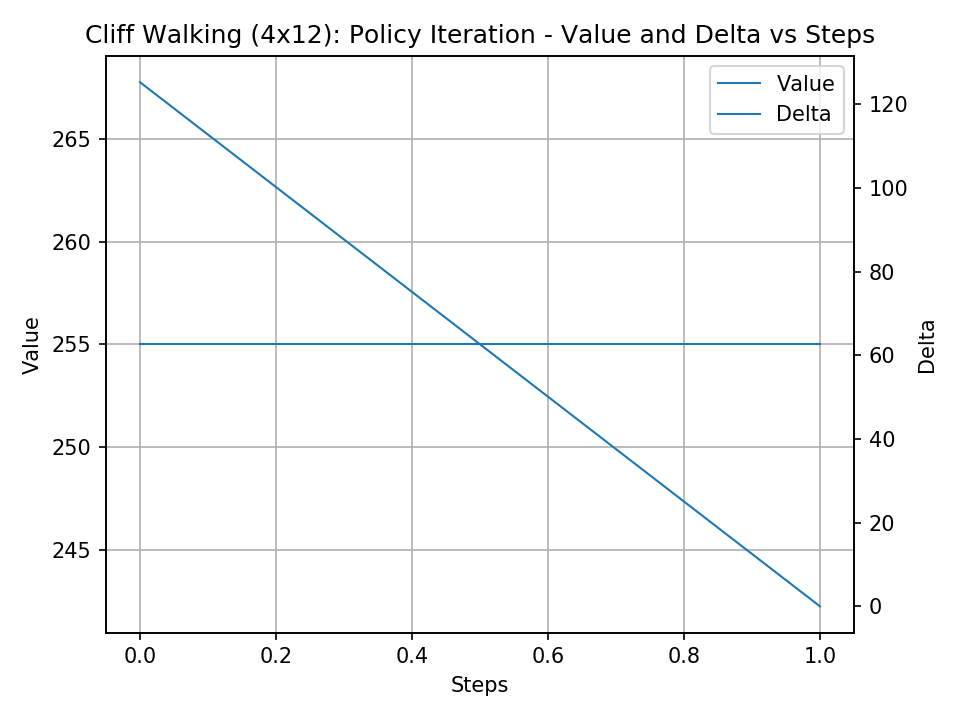 Cliff Walking (4x12): Policy Iteration - Value and Delta vs Steps
Value
Delta
265
260
255
250
245
Value
120
100
80
60
40
20
0
Delta
0.0 0.2 0.4 0.6 0.8 1.0
Steps